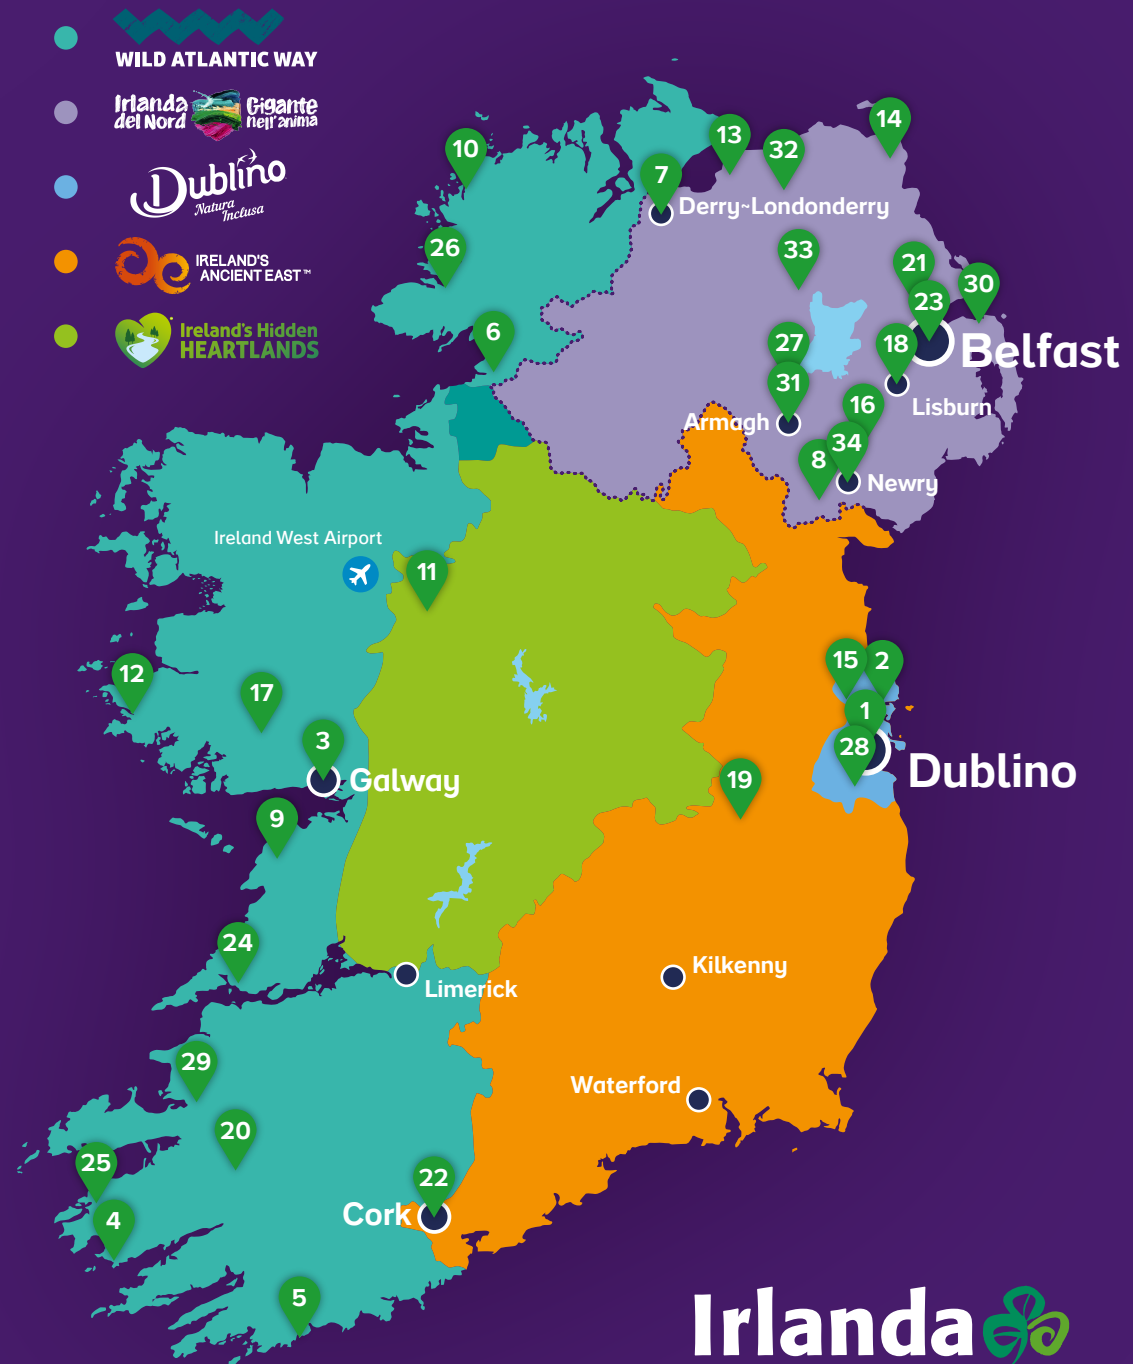 WILD ATLANTIC WAY
Irlanda del Nord
Gigante nell'anima
Dublino
Natura Inclusa
IRELAND'S
ANCIENT EAST™
Ireland's Hidden
HEARTLANDS
14
13
32
10
7
Derry~Londonderry
26
33
21
30
23
6
27
18
Belfast
31
Lisburn
16
Armagh
34
8
Newry
Ireland West Airport
11
15
2
12
17
1
3
28
Galway
Dublino
19
9
24
Kilkenny
Limerick
29
Waterford
20
25
22
4
Cork
5
Irlanda